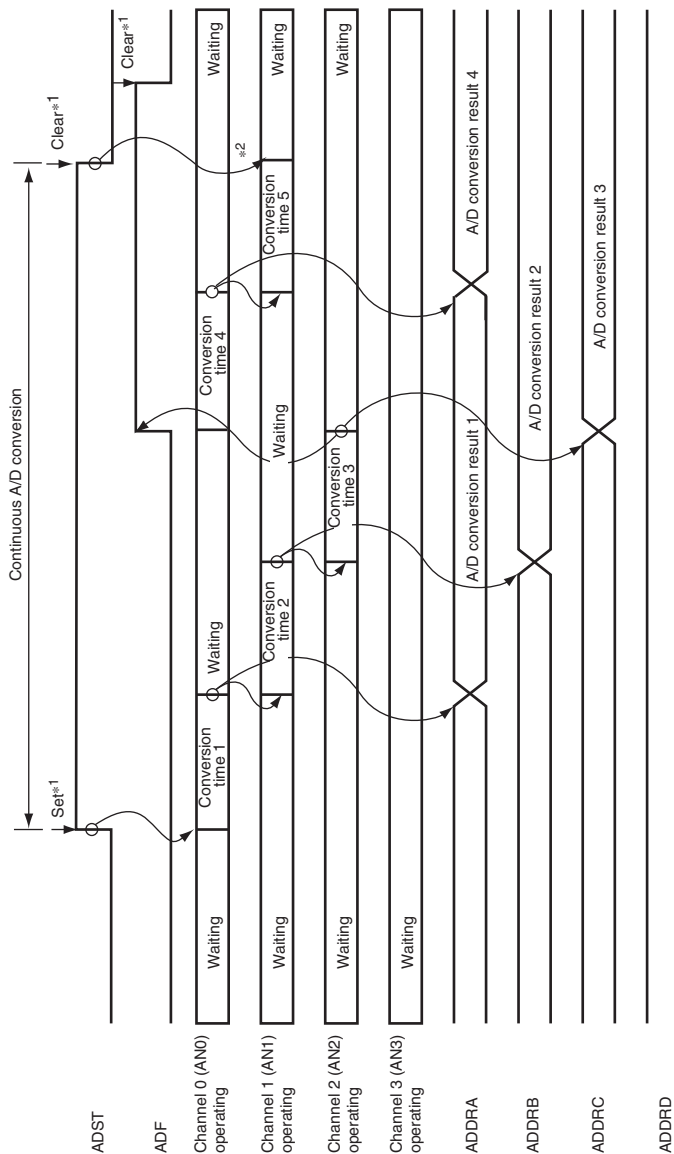 Continuous A/D conversion
Set*1
Clear*1
Clear*1
ADST
ADF
Channel 0 (AN0)
operating
Waiting
Conversion
time 1
Waiting
Conversion
time 4
Waiting
Channel 1 (AN1)
operating
Waiting
Conversion
time 2
Waiting
Conversion
time 5
*2
Waiting
Channel 2 (AN2)
operating
Waiting
Conversion
time 3
Waiting
Channel 3 (AN3)
operating
Waiting
ADDRA
A/D conversion result 1
A/D conversion result 4
ADDRB
A/D conversion result 2
ADDRC
A/D conversion result 3
ADDRD